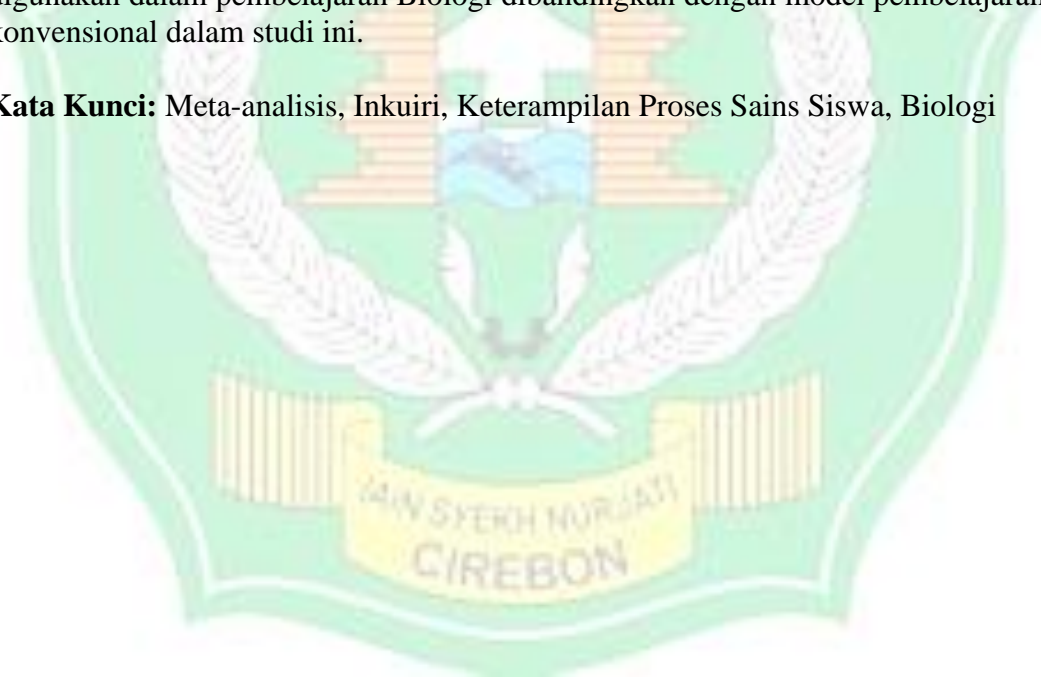 digunakan dalam pembelajaran Biologi dibandingkan dengan model pembelajaran
konvensional dalam studi ini.
Kata Kunci: Meta-analisis, Inkuiri, Keterampilan Proses Sains Siswa, Biologi
IAIN SYEKH NURJATI
CIREBON